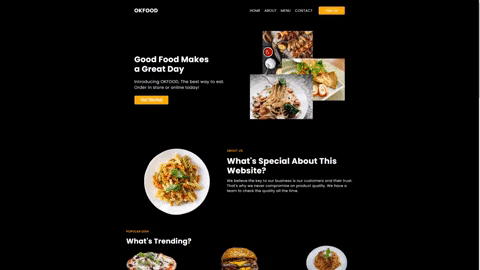 OKFOOD
HOME ABOUT MENU CONTACT Sign Up
Good Food Makes
a Great Day
Introducing OKFOOD, The best way to eat.
Order in store or online today!
Get Started
ABOUT US
What's Special About This
Website?
We believe the key to our business is our customers and their trust.
That's why we never compromise on product quality. We have a
team to check the quality all the time.
POPULAR DISH
What's Trending?